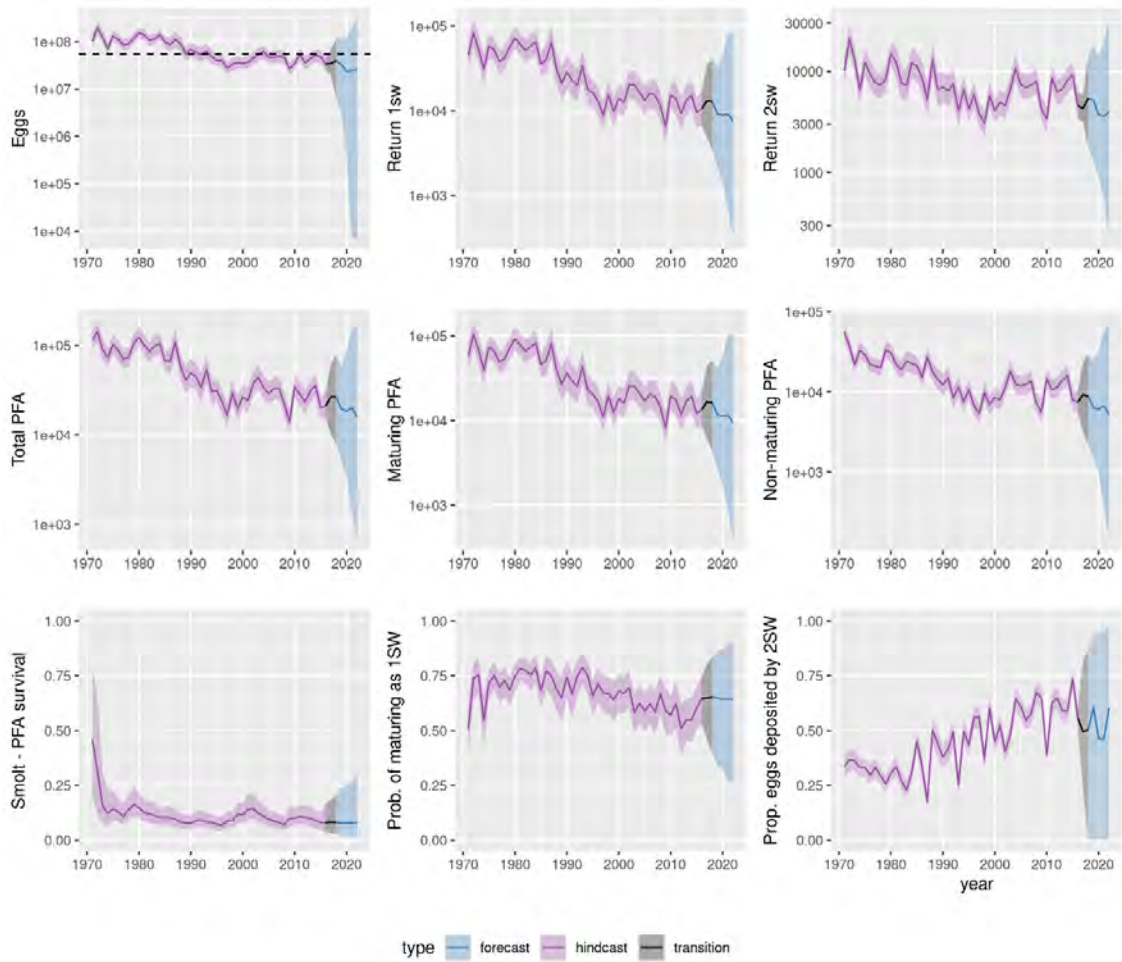 Eggs
1e+08
1e+07
1e+06
1e+05
1e+04
1970 1980 1990 2000 2010 2020
Return 1sw
1e+05
1e+04
1e+03
1970 1980 1990 2000 2010 2020
Return 2sw
30000
10000
3000
1000
300
1970 1980 1990 2000 2010 2020
Total PFA
1e+05
1e+04
1e+03
1970 1980 1990 2000 2010 2020
Maturing PFA
1e+05
1e+04
1e+03
1970 1980 1990 2000 2010 2020
Non-maturing PFA
1e+05
1e+04
1e+03
1970 1980 1990 2000 2010 2020
Smolt - PFA survival
1.00
0.75
0.50
0.25
0.00
1970 1980 1990 2000 2010 2020
Prob. of maturing as 1SW
1.00
0.75
0.50
0.25
0.00
1970 1980 1990 2000 2010 2020
Prop. eggs deposited by 2SW
1.00
0.75
0.50
0.25
0.00
1970 1980 1990 2000 2010 2020
year
type forecast hindcast transition